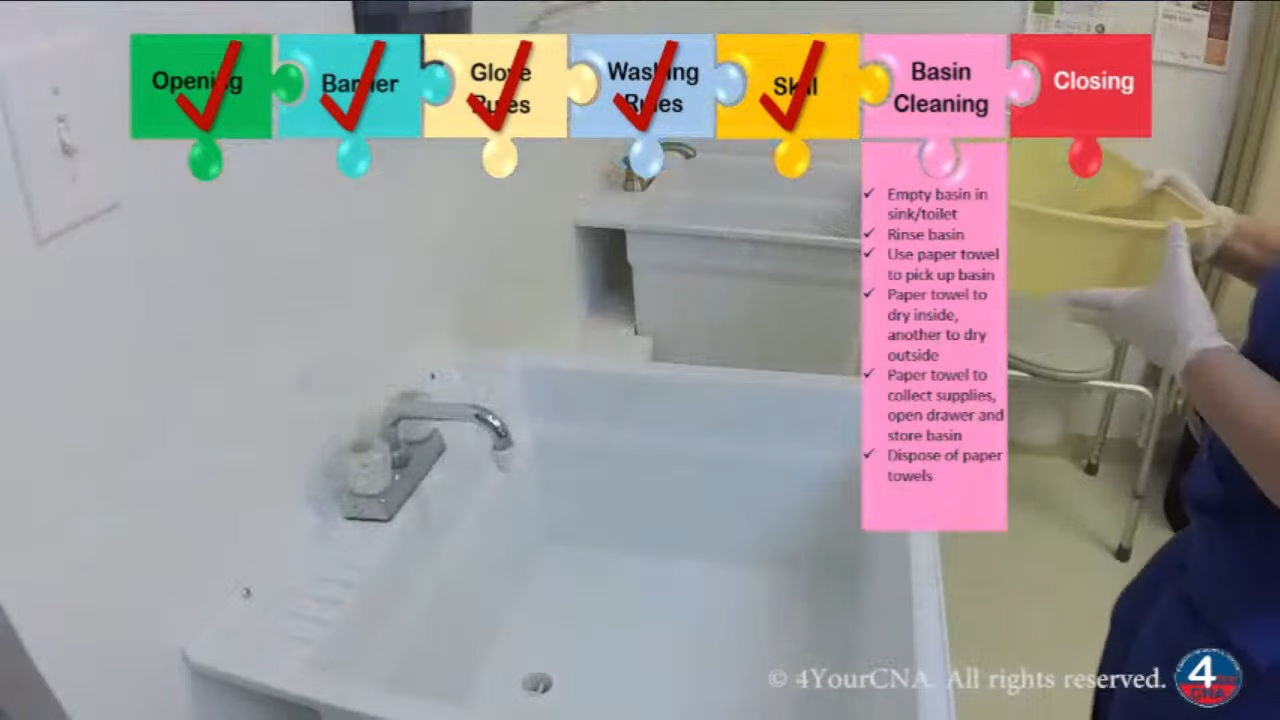 Opening
Barrier
Glove
Rules
Washing
Rules
Skill
Basin
Cleaning
Closing
Empty basin in
sink/toilet
Rinse basin
Use paper towel
to pick up basin
Paper towel to
dry inside,
another to dry
outside
Paper towel to
collect supplies,
open drawer and
store basin
Dispose of paper
towels
© 4YourCNA. All rights reserved.
4
CNA